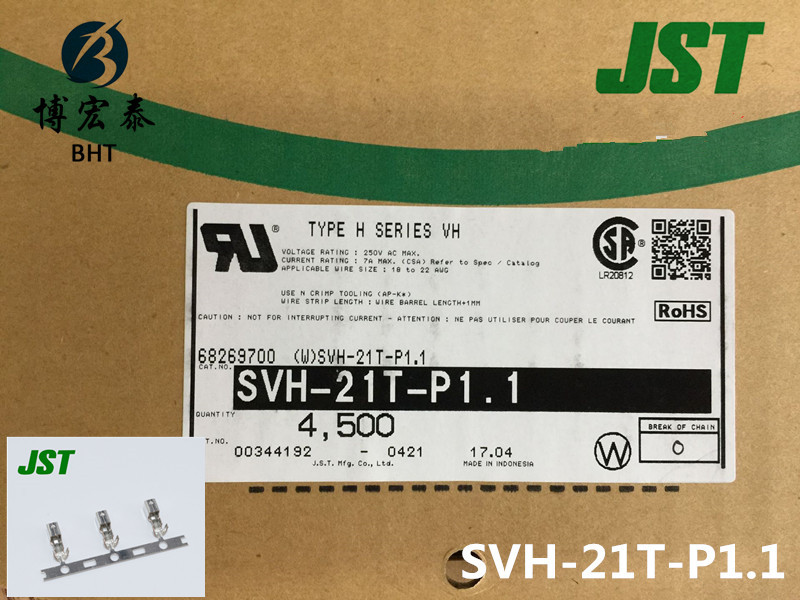 JST
博宏泰
BHT
TYPE H SERIES VH
VOLTAGE RATING : 250V AC MAX.
CURRENT RATING : 7A MAX. (CSA) Refer to Spec / Catalog
APPLICABLE WIRE SIZE : 18 to 22 AWG
LR20812
USE N CRIMP TOOLING (AP-K*)
WIRE STRIP LENGTH : WIRE BARREL LENGTH+1MM
RoHS
CAUTION : NOT FOR INTERRUPTING CURRENT - ATTENTION : NE PAS UTILISER POUR COUPER LE COURANT
68269700 (W)SVH-21T-P1.1
CAT.NO.
SVH-21T-P1.1
QUANTITY
4,500
BREAK OF CHAIN
0
W
T.NO.
00344192 - 0421 17.04
J.S.T. Mfg. Co., Ltd. MADE IN INDONESIA
JST
SVH-21T-P1.1